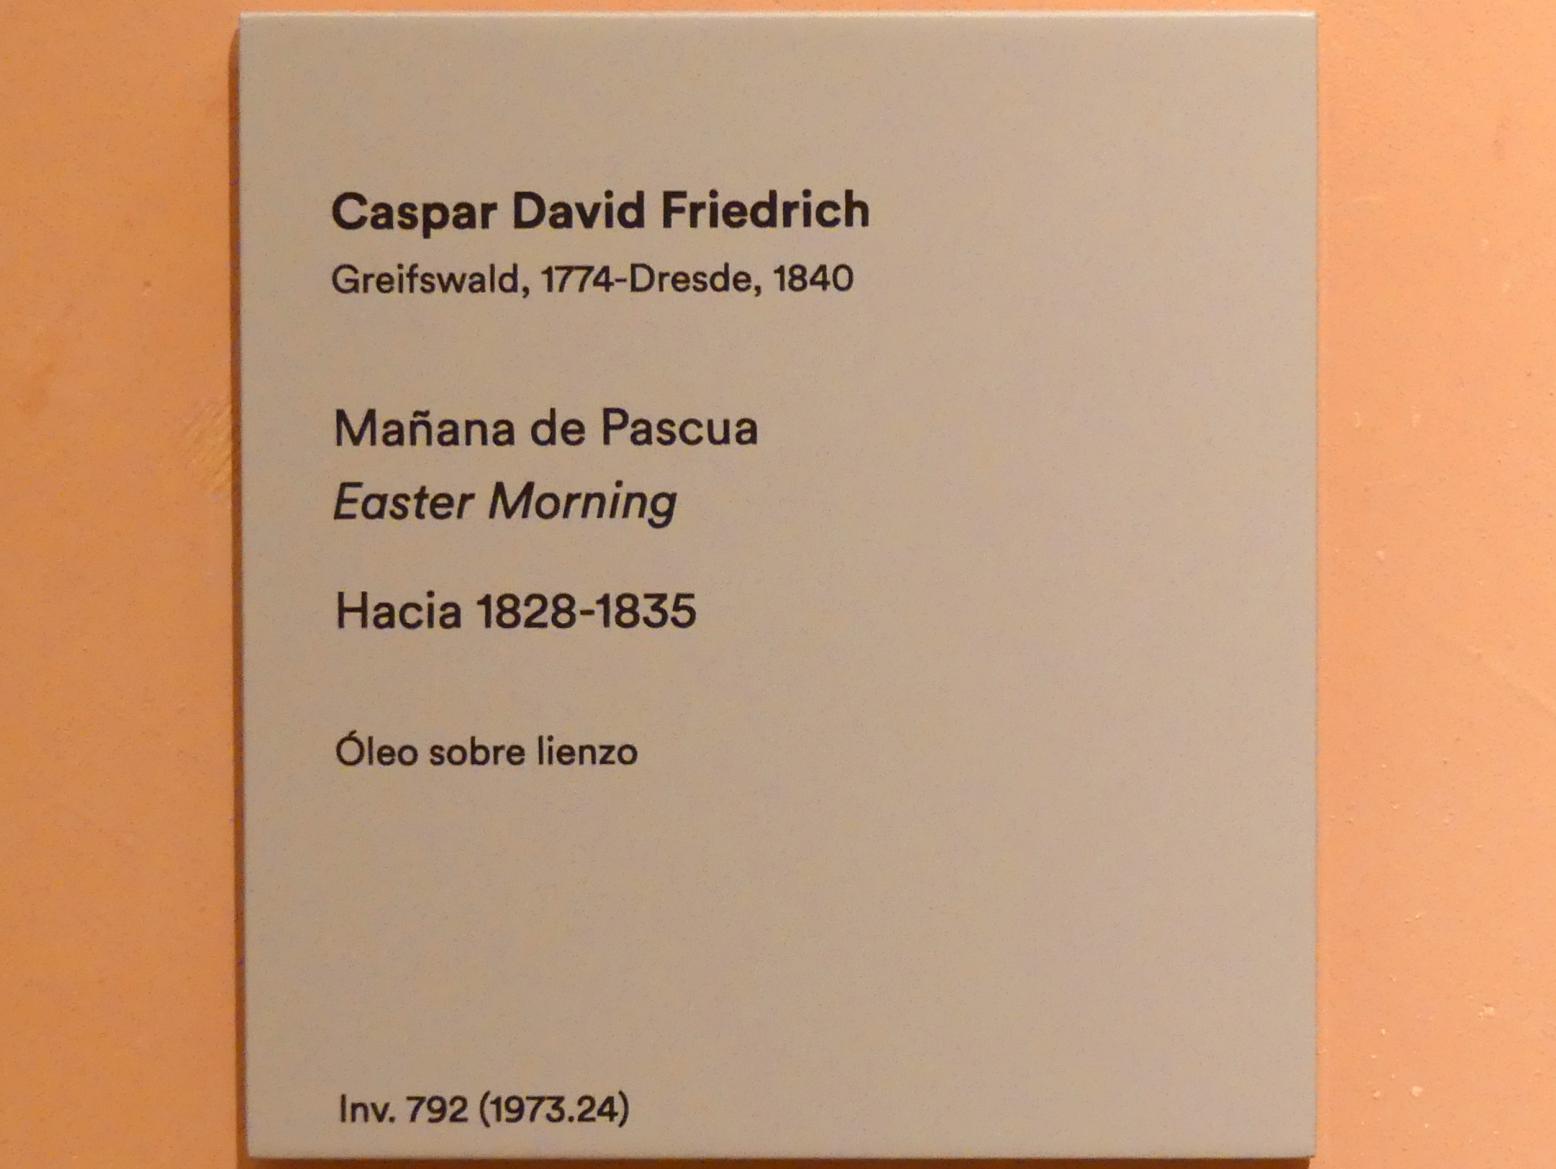 Caspar David Friedrich
Greifswald, 1774-Dresde, 1840
Mañana de Pascua
Easter Morning
Hacia 1828-1835
Óleo sobre lienzo
Inv. 792 (1973.24)